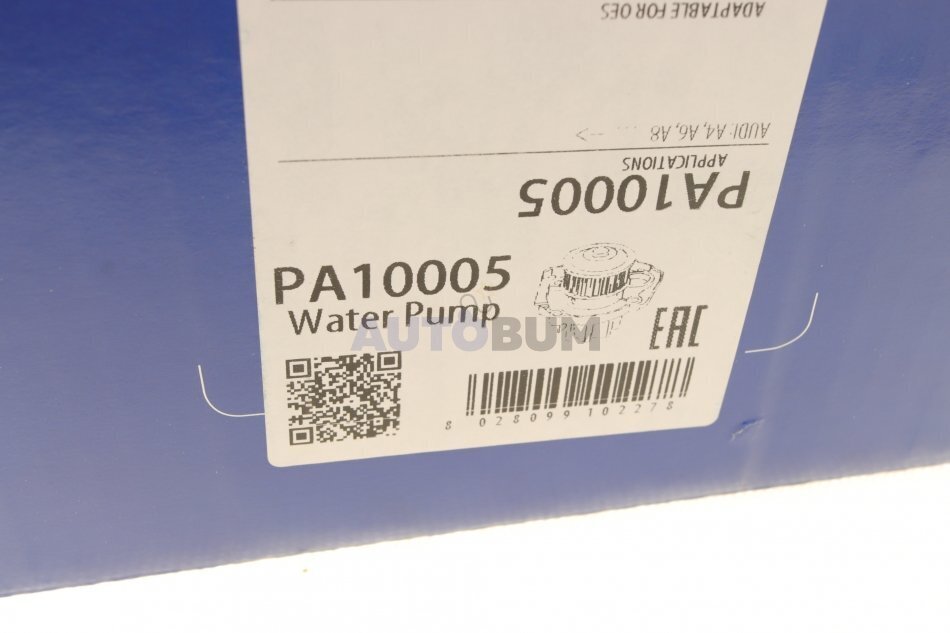 ADAPTABLE FOR OES
AUDI: A4, A6, A8 ... -->
APPLICATIONS
PA10005
PA10005
Water Pump
AUTOBUM
EAC
8 028099 102278